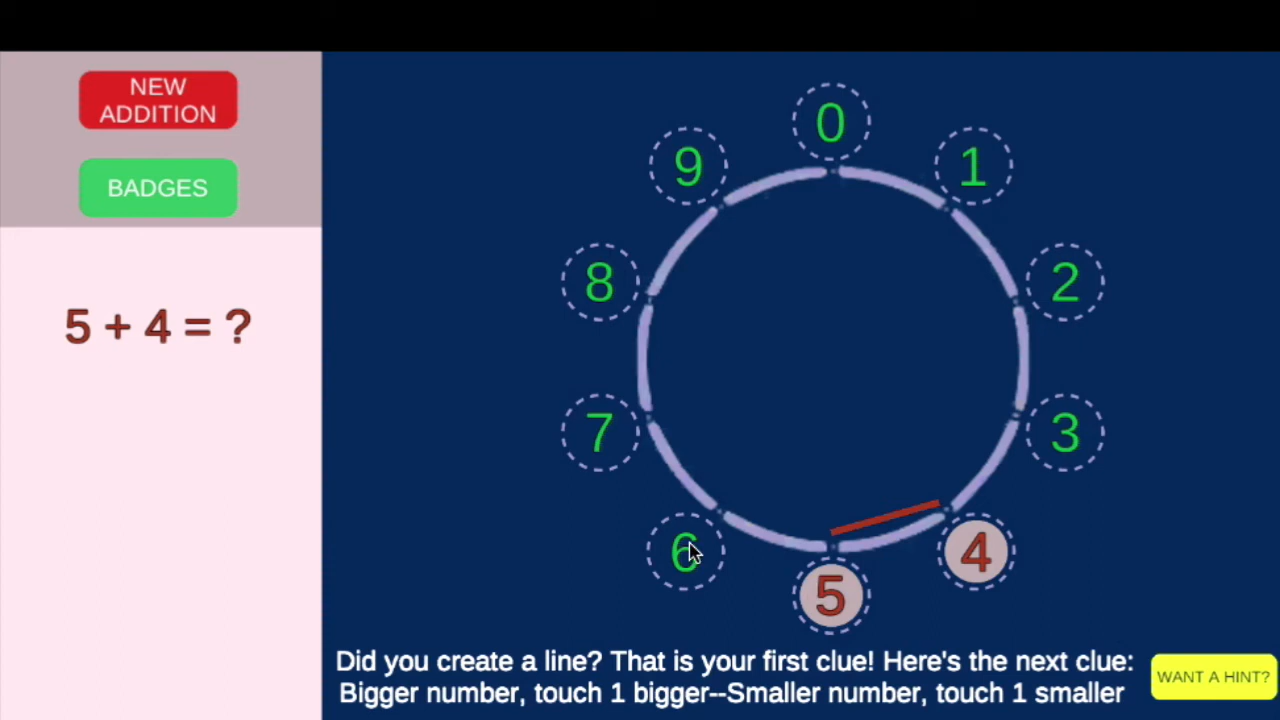 NEW
ADDITION
BADGES
5 + 4 = ?
0
1
2
3
4
5
6
7
8
9
Did you create a line? That is your first clue! Here's the next clue:
Bigger number, touch 1 bigger--Smaller number, touch 1 smaller
WANT A HINT?